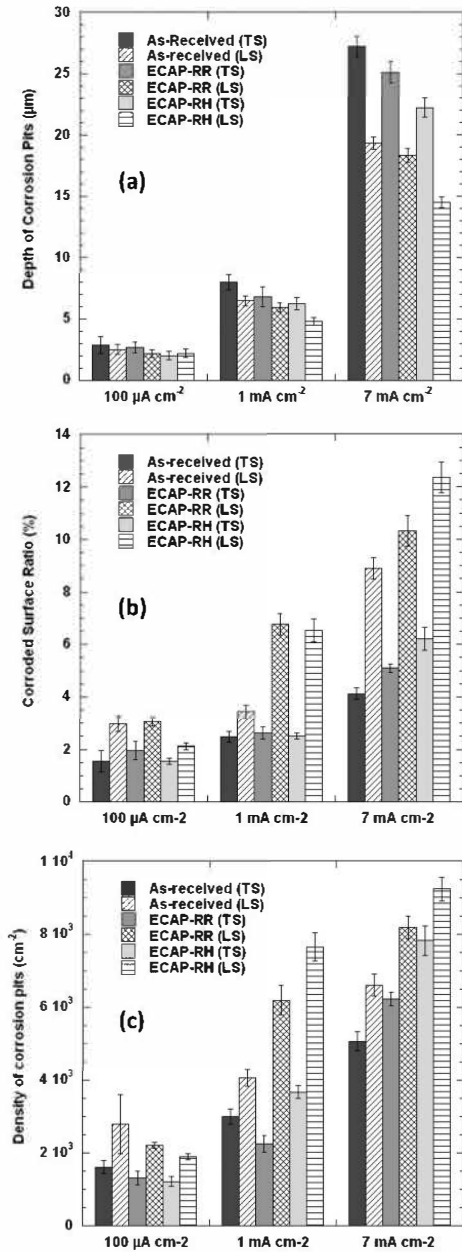 30
25
20
15
10
5
0
Depth of Corrosion Pits (µm)
As-Received (TS)
As-received (LS)
ECAP-RR (TS)
ECAP-RR (LS)
ECAP-RH (TS)
ECAP-RH (LS)
(a)
100 µA cm-2
1 mA cm-2
7 mA cm-2
14
12
10
8
6
4
2
0
Corroded Surface Ratio (%)
As-received (TS)
As-received (LS)
ECAP-RR (TS)
ECAP-RR (LS)
ECAP-RH (TS)
ECAP-RH (LS)
(b)
100 µA cm-2
1 mA cm-2
7 mA cm-2
1 10⁴
8 10³
6 10³
4 10³
2 10³
0
Density of corrosion pits (cm-2)
As-received (TS)
As-received (LS)
ECAP-RR (TS)
ECAP-RR (LS)
ECAP-RH (TS)
ECAP-RH (LS)
(c)
100 µA cm-2
1 mA cm-2
7 mA cm-2